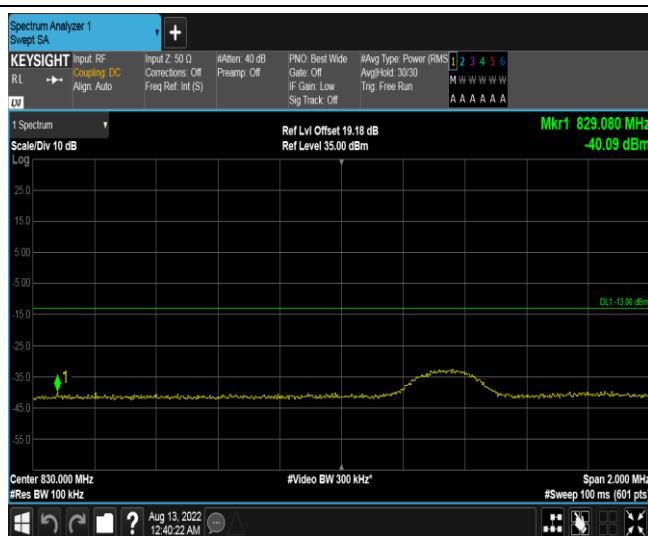 Spectrum Analyzer 1
Swept SA
KEYSIGHT
RL
LXI
Input: RF
Coupling: DC
Align: Auto
Input Z: 50 Ω
Corrections: Off
Freq Ref: Int (S)
#Atten: 40 dB
Preamp: Off
PNO: Best Wide
Gate: Off
IF Gain: Low
Sig Track: Off
#Avg Type: Power (RMS
Avg|Hold: 30/30
Trig: Free Run
1 2 3 4 5 6
M W W W W W
A A A A A A
1 Spectrum
Scale/Div 10 dB
Ref Lvl Offset 19.18 dB
Ref Level 35.00 dBm
Mkr1 829.080 MHz
-40.09 dBm
Log
25.0
15.0
5.00
-5.00
DL1 -13.00 dBm
-15.0
-25.0
-35.0
1
-45.0
-55.0
Center 830.000 MHz
#Res BW 100 kHz
#Video BW 300 kHz*
Span 2.000 MHz
#Sweep 100 ms (601 pts)
?
Aug 13, 2022
12:40:22 AM